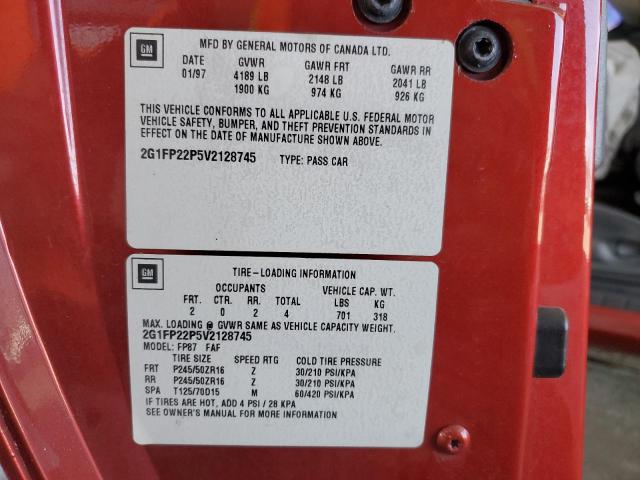 GM
MFD BY GENERAL MOTORS OF CANADA LTD.
DATE GVWR GAWR FRT GAWR RR
01/97 4189 LB 2148 LB 2041 LB
1900 KG 974 KG 926 KG
THIS VEHICLE CONFORMS TO ALL APPLICABLE U.S. FEDERAL MOTOR
VEHICLE SAFETY, BUMPER, AND THEFT PREVENTION STANDARDS IN
EFFECT ON THE DATE OF MANUFACTURE SHOWN ABOVE.
2G1FP22P5V2128745 TYPE: PASS CAR
GM
TIRE-LOADING INFORMATION
OCCUPANTS VEHICLE CAP. WT.
FRT. CTR. RR. TOTAL LBS KG
2 0 2 4 701 318
MAX. LOADING @ GVWR SAME AS VEHICLE CAPACITY WEIGHT.
2G1FP22P5V2128745
MODEL: FP87 FAF
TIRE SIZE SPEED RTG COLD TIRE PRESSURE
FRT P245/50ZR16 Z 30/210 PSI/KPA
RR P245/50ZR16 Z 30/210 PSI/KPA
SPA T125/70D15 M 60/420 PSI/KPA
IF TIRES ARE HOT, ADD 4 PSI / 28 KPA
SEE OWNER'S MANUAL FOR MORE INFORMATION